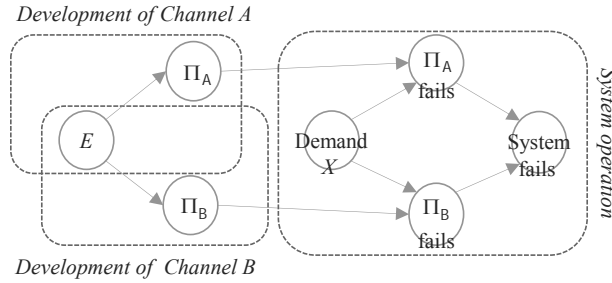 Development of Channel A
Π_A
E
Π_B
Development of Channel B
Π_A
fails
Demand
X
System
fails
Π_B
fails
System operation